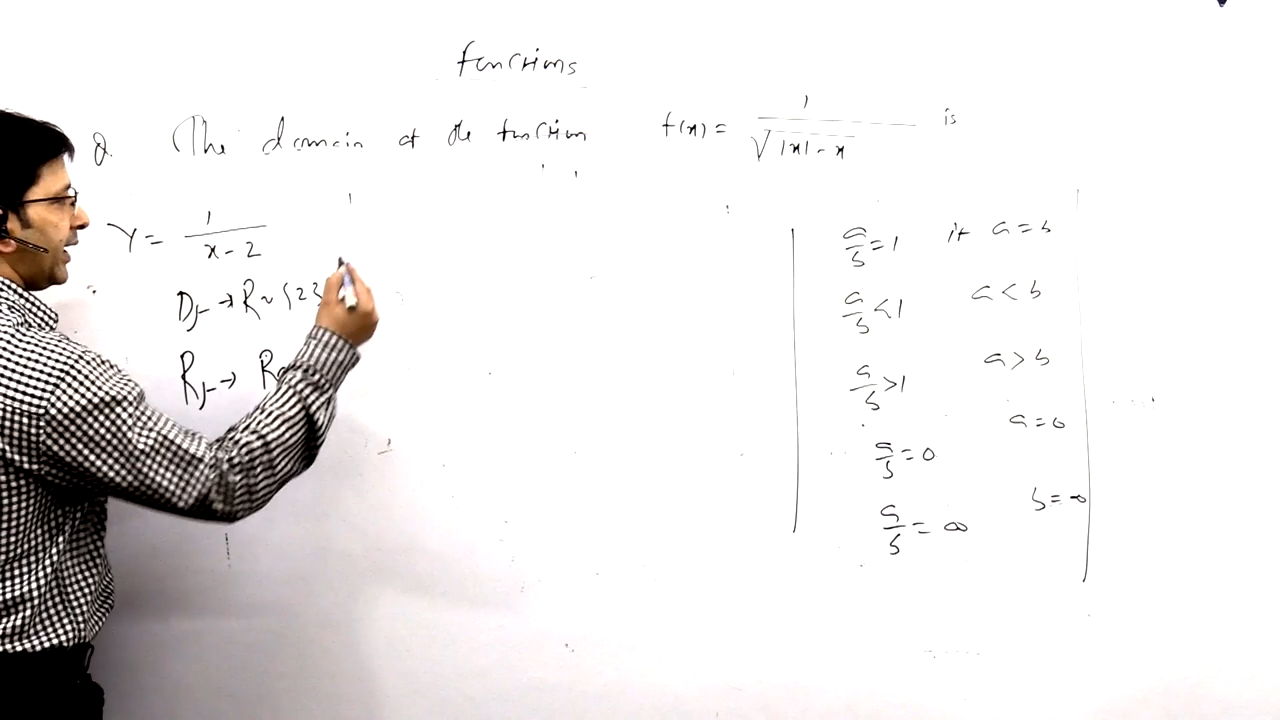 Functions
Q. The domain of the function f(x) = 1/√(|x| - x) is
Y = 1/(x - 2)
Df → R ~ {2}
Rf → R
a/b = 1 if a = b
a/b < 1 a < b
a/b > 1 a > b
a/b = 0 a = 0
a/b = ∞